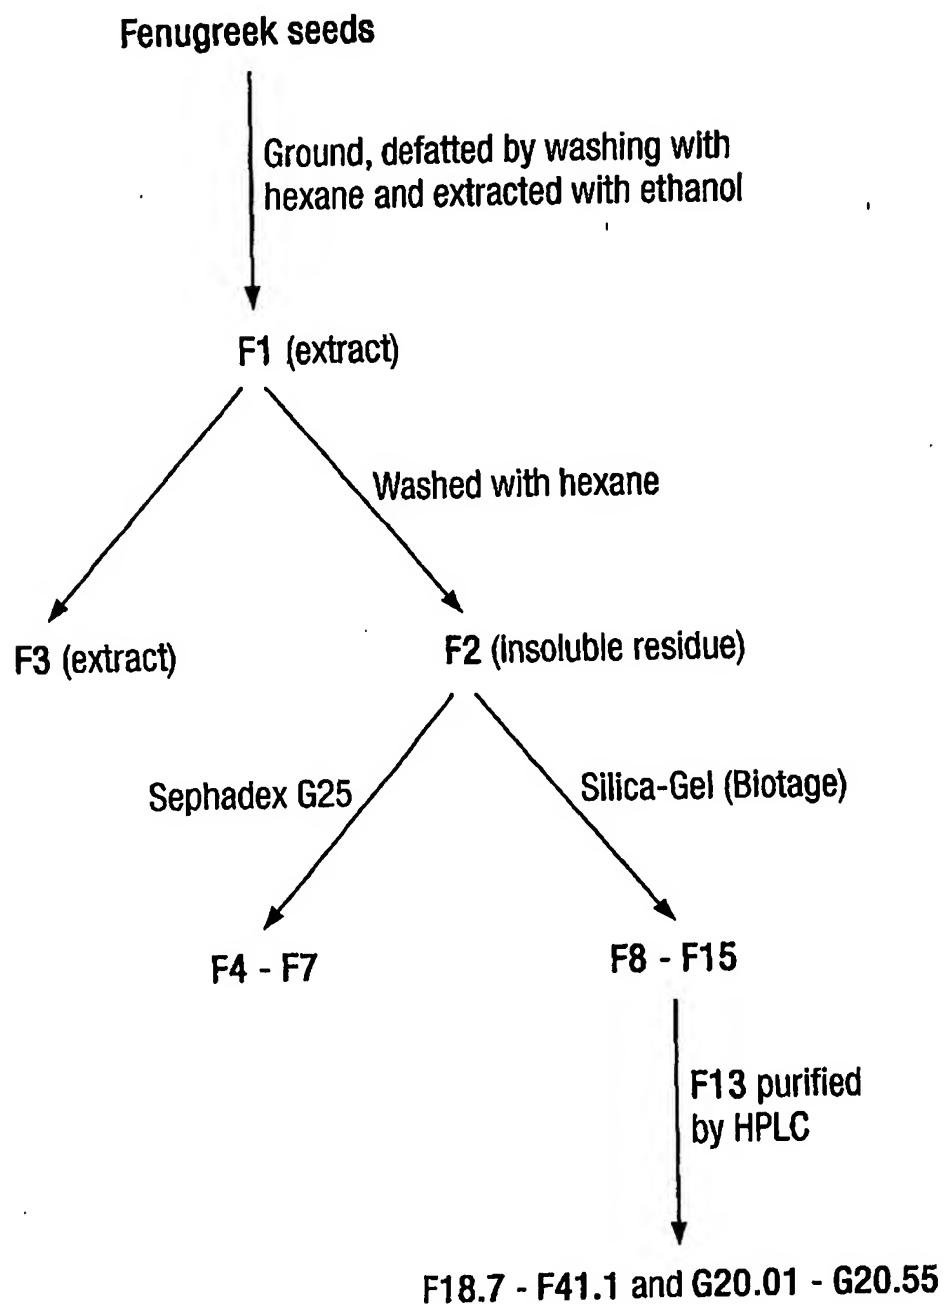 Fenugreek seeds
Ground, defatted by washing with
hexane and extracted with ethanol
F1 (extract)
Washed with hexane
F3 (extract)
F2 (insoluble residue)
Sephadex G25
Silica-Gel (Biotage)
F4 - F7
F8 - F15
F13 purified
by HPLC
F18.7 - F41.1 and G20.01 - G20.55